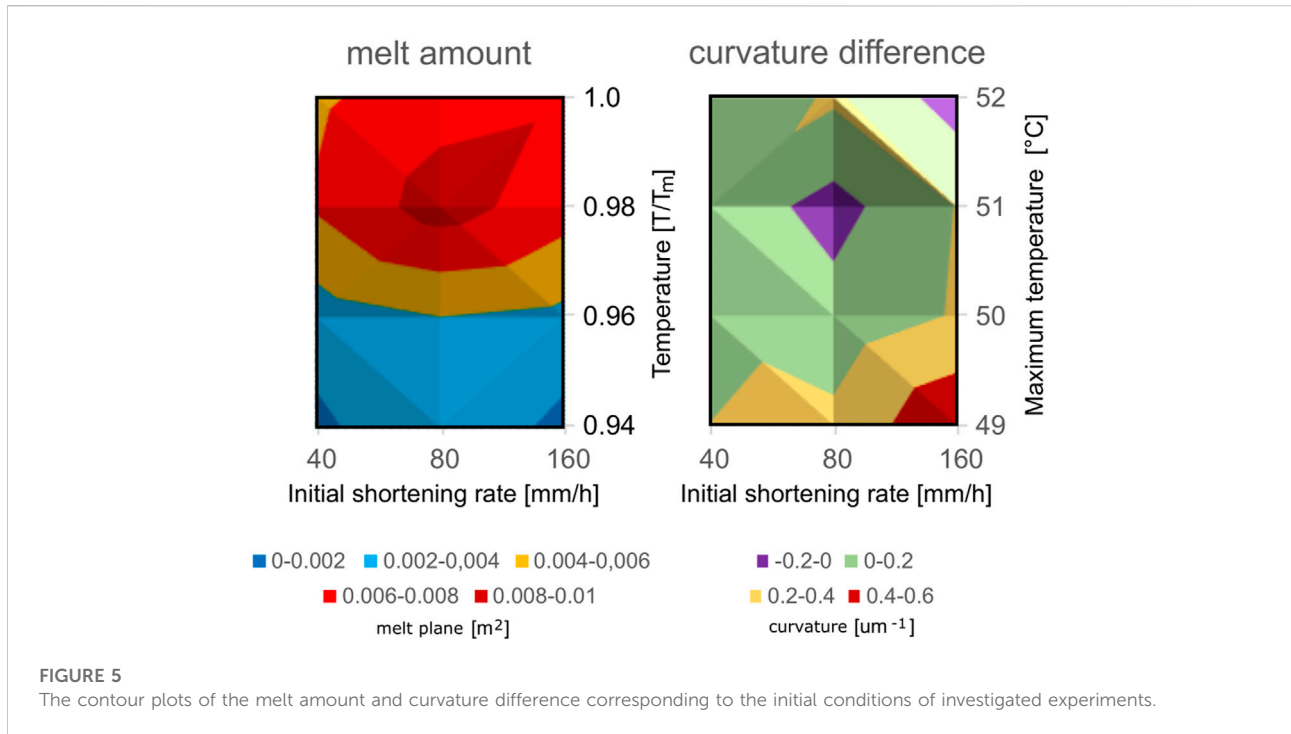 melt amount
curvature difference
1.0
0.98
0.96
0.94
Temperature [T/Tm]
40 80 160
Initial shortening rate [mm/h]
52
51
50
49
Maximum temperature [°C]
40 80 160
Initial shortening rate [mm/h]
0-0.002 0.002-0,004 0.004-0,006
0.006-0.008 0.008-0.01
melt plane [m²]
-0.2-0 0-0.2
0.2-0.4 0.4-0.6
curvature [um⁻¹]
FIGURE 5
The contour plots of the melt amount and curvature difference corresponding to the initial conditions of investigated experiments.